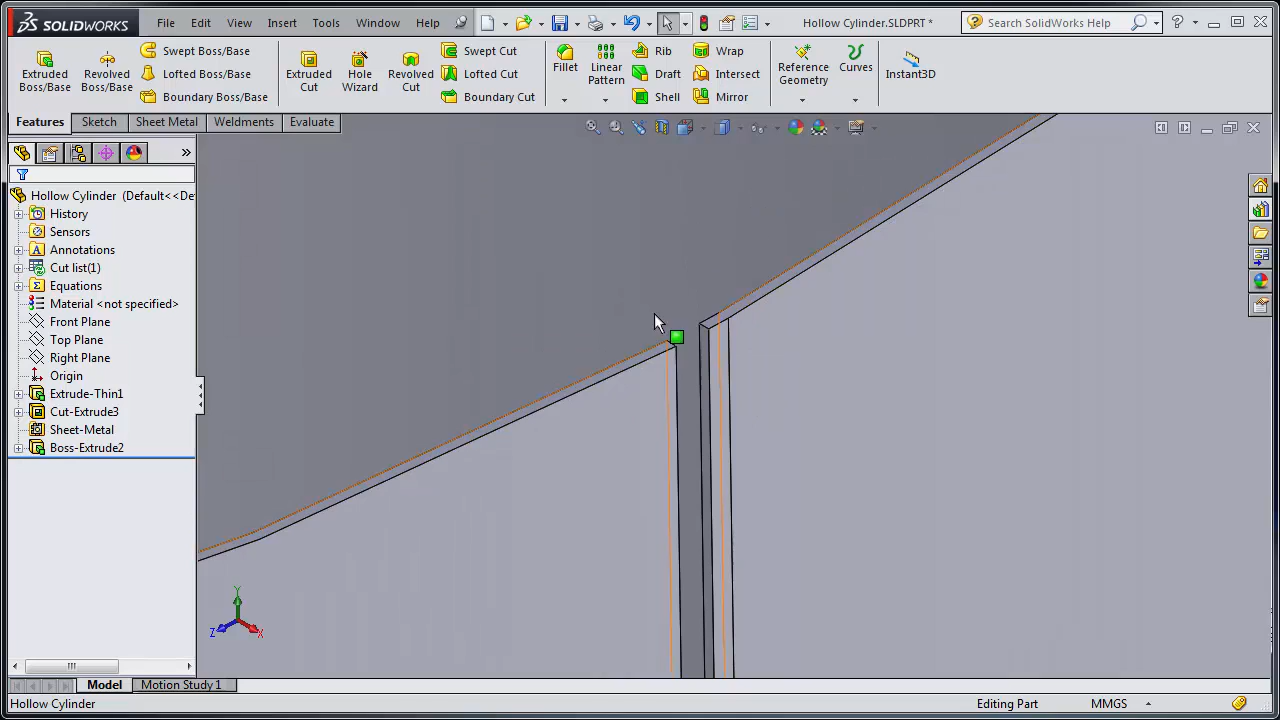 SOLIDWORKS File Edit View Insert Tools Window Help Hollow Cylinder.SLDPRT * Search SolidWorks Help
Extruded Boss/Base
Revolved Boss/Base
Swept Boss/Base
Lofted Boss/Base
Boundary Boss/Base
Extruded Cut
Hole Wizard
Revolved Cut
Swept Cut
Lofted Cut
Boundary Cut
Fillet
Linear Pattern
Rib
Draft
Shell
Wrap
Intersect
Mirror
Reference Geometry
Curves
Instant3D
Features Sketch Sheet Metal Weldments Evaluate
Hollow Cylinder (Default<<De
History
Sensors
Annotations
Cut list(1)
Equations
Material <not specified>
Front Plane
Top Plane
Right Plane
Origin
Extrude-Thin1
Cut-Extrude3
Sheet-Metal
Boss-Extrude2
Y
Z X
Model Motion Study 1
Hollow Cylinder Editing Part MMGS